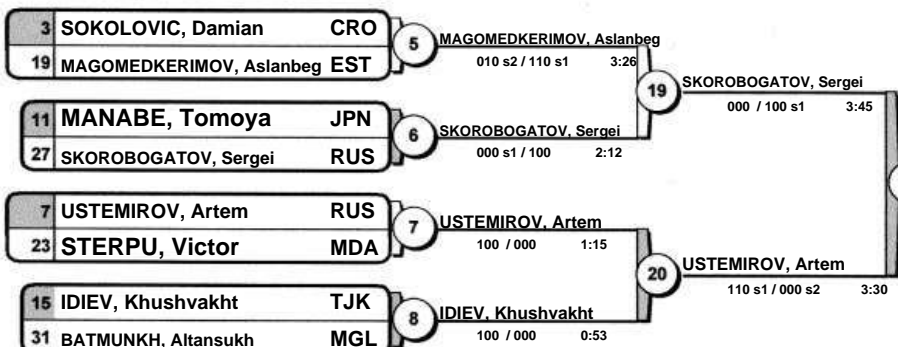 3 SOKOLOVIC, Damian CRO
19 MAGOMEDKERIMOV, Aslanbeg EST
5
MAGOMEDKERIMOV, Aslanbeg
010 s2 / 110 s1 3:26
11 MANABE, Tomoya JPN
27 SKOROBOGATOV, Sergei RUS
6
SKOROBOGATOV, Sergei
000 s1 / 100 2:12
19
SKOROBOGATOV, Sergei
000 / 100 s1 3:45
7 USTEMIROV, Artem RUS
23 STERPU, Victor MDA
7
USTEMIROV, Artem
100 / 000 1:15
15 IDIEV, Khushvakht TJK
31 BATMUNKH, Altansukh MGL
8
IDIEV, Khushvakht
100 / 000 0:53
20
USTEMIROV, Artem
110 s1 / 000 s2 3:30